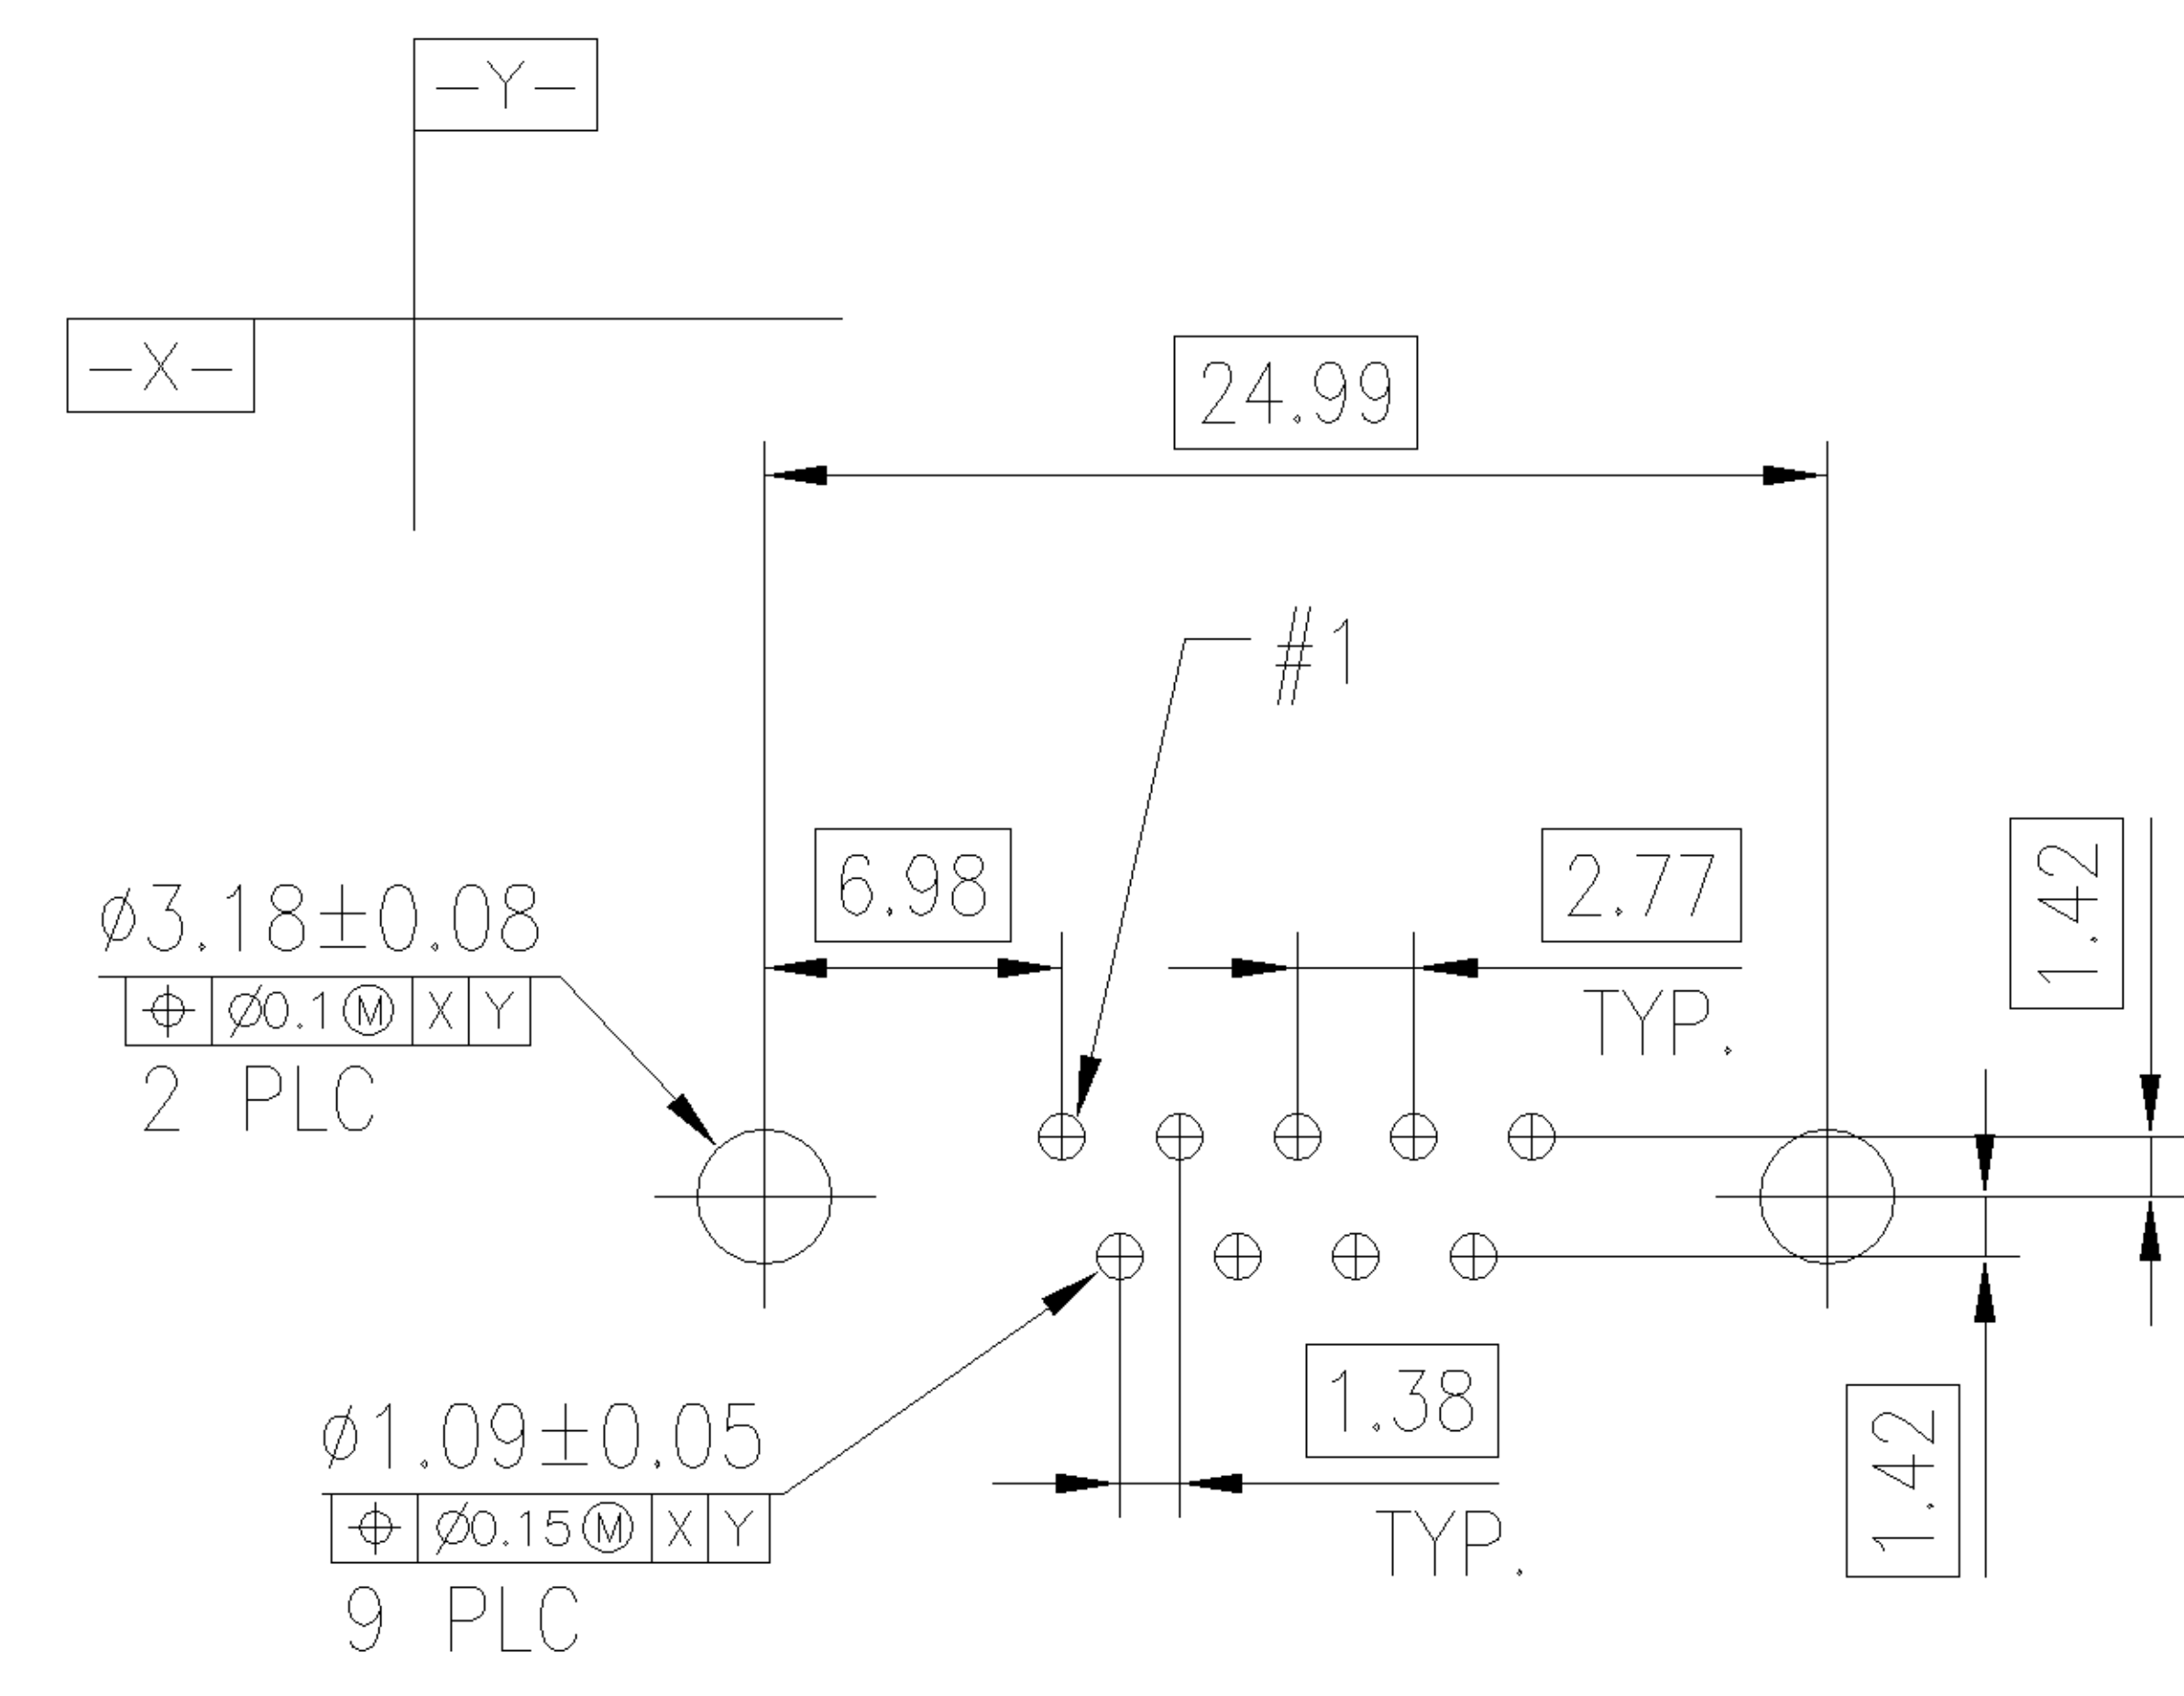 -Y-
-X-
24.99
#1
6.98
2.77
TYP.
1.42
ø3.18±0.08
⌖ ø0.1 Ⓜ X Y
2 PLC
1.38
TYP.
1.42
ø1.09±0.05
⌖ ø0.15 Ⓜ X Y
9 PLC